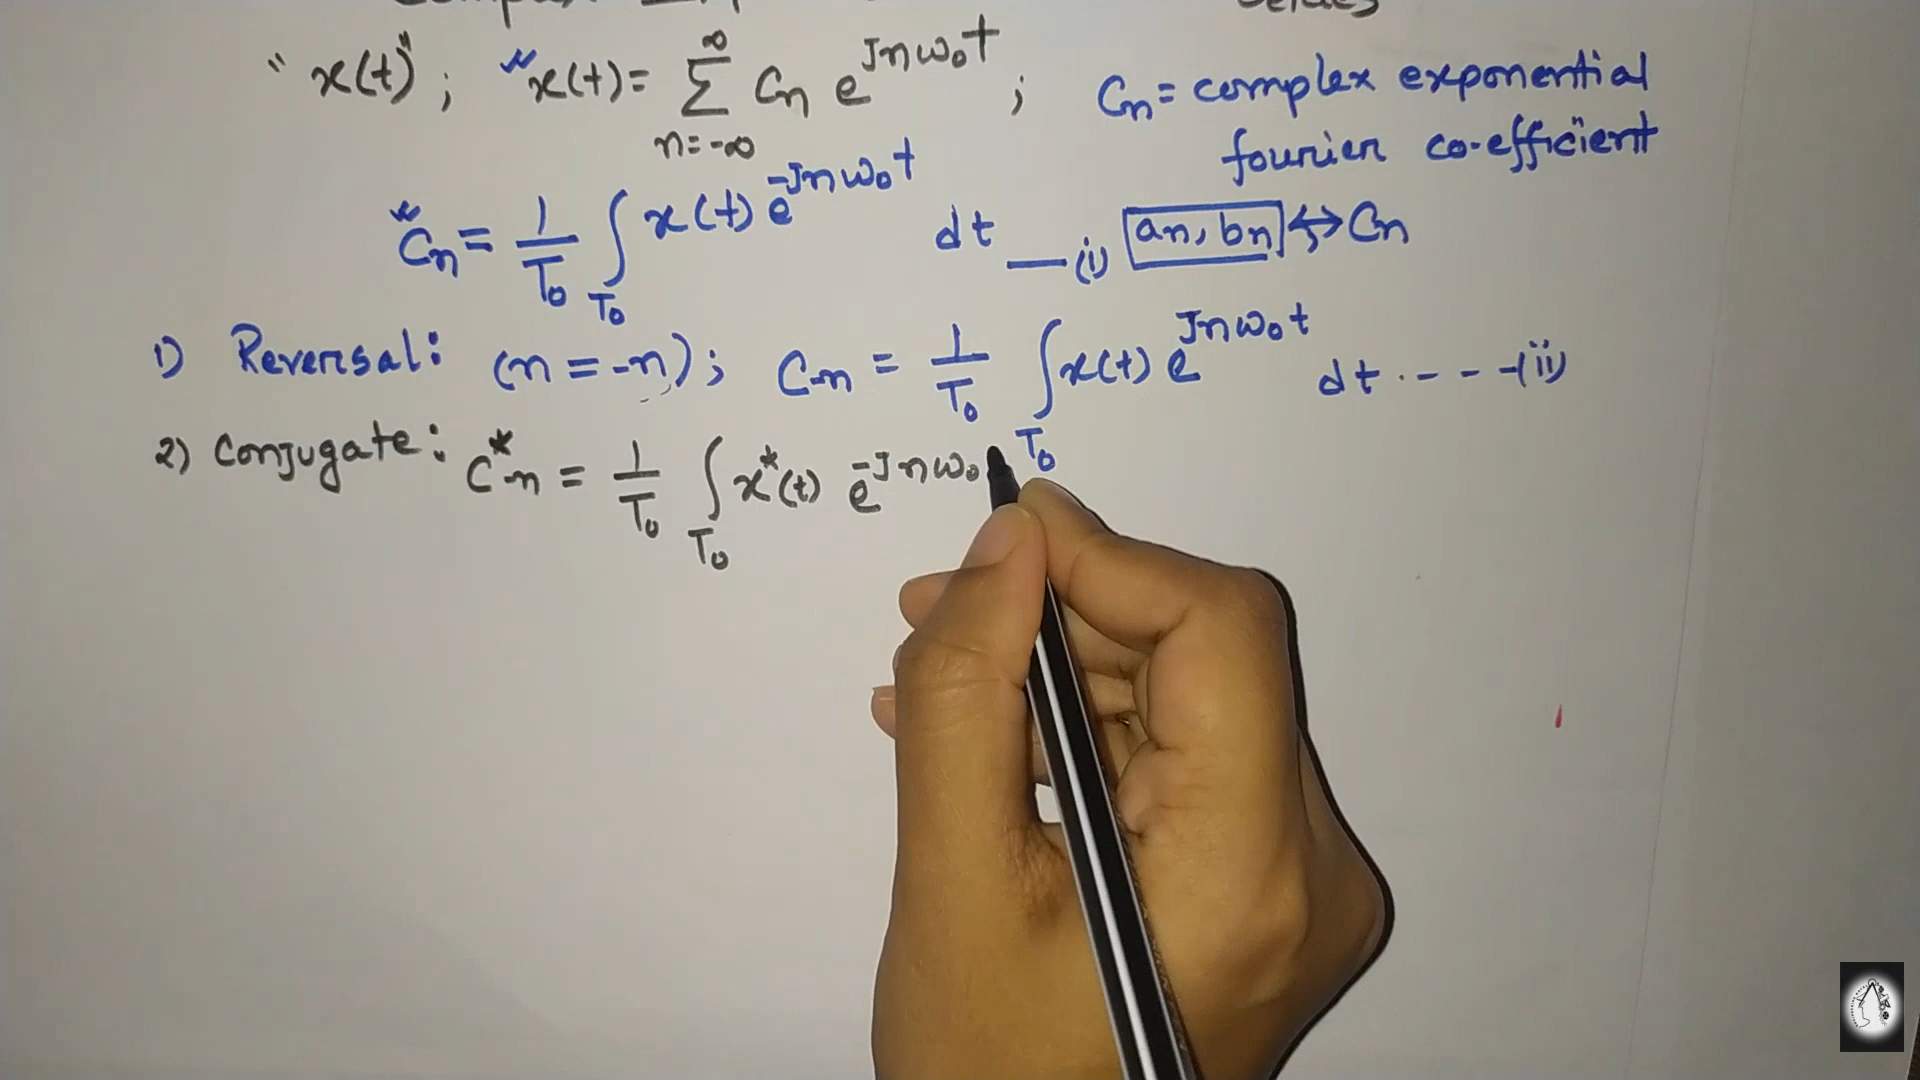 Complex
"x(t)"; x(t)= ∞ Σ n=-∞ Cn e^Jnω₀t ; Cn = complex exponential
fourier co-efficient
Cn = 1/T₀ ∫T₀ x(t) e^-Jnω₀t dt —(i) an, bn ↔ Cn
1) Reversal: (n = -n); C-n = 1/T₀ ∫T₀ x(t) e^Jnω₀t dt . - - -(ii)
2) Conjugate: C*-n = 1/T₀ ∫T₀ x*(t) e^-Jnω₀